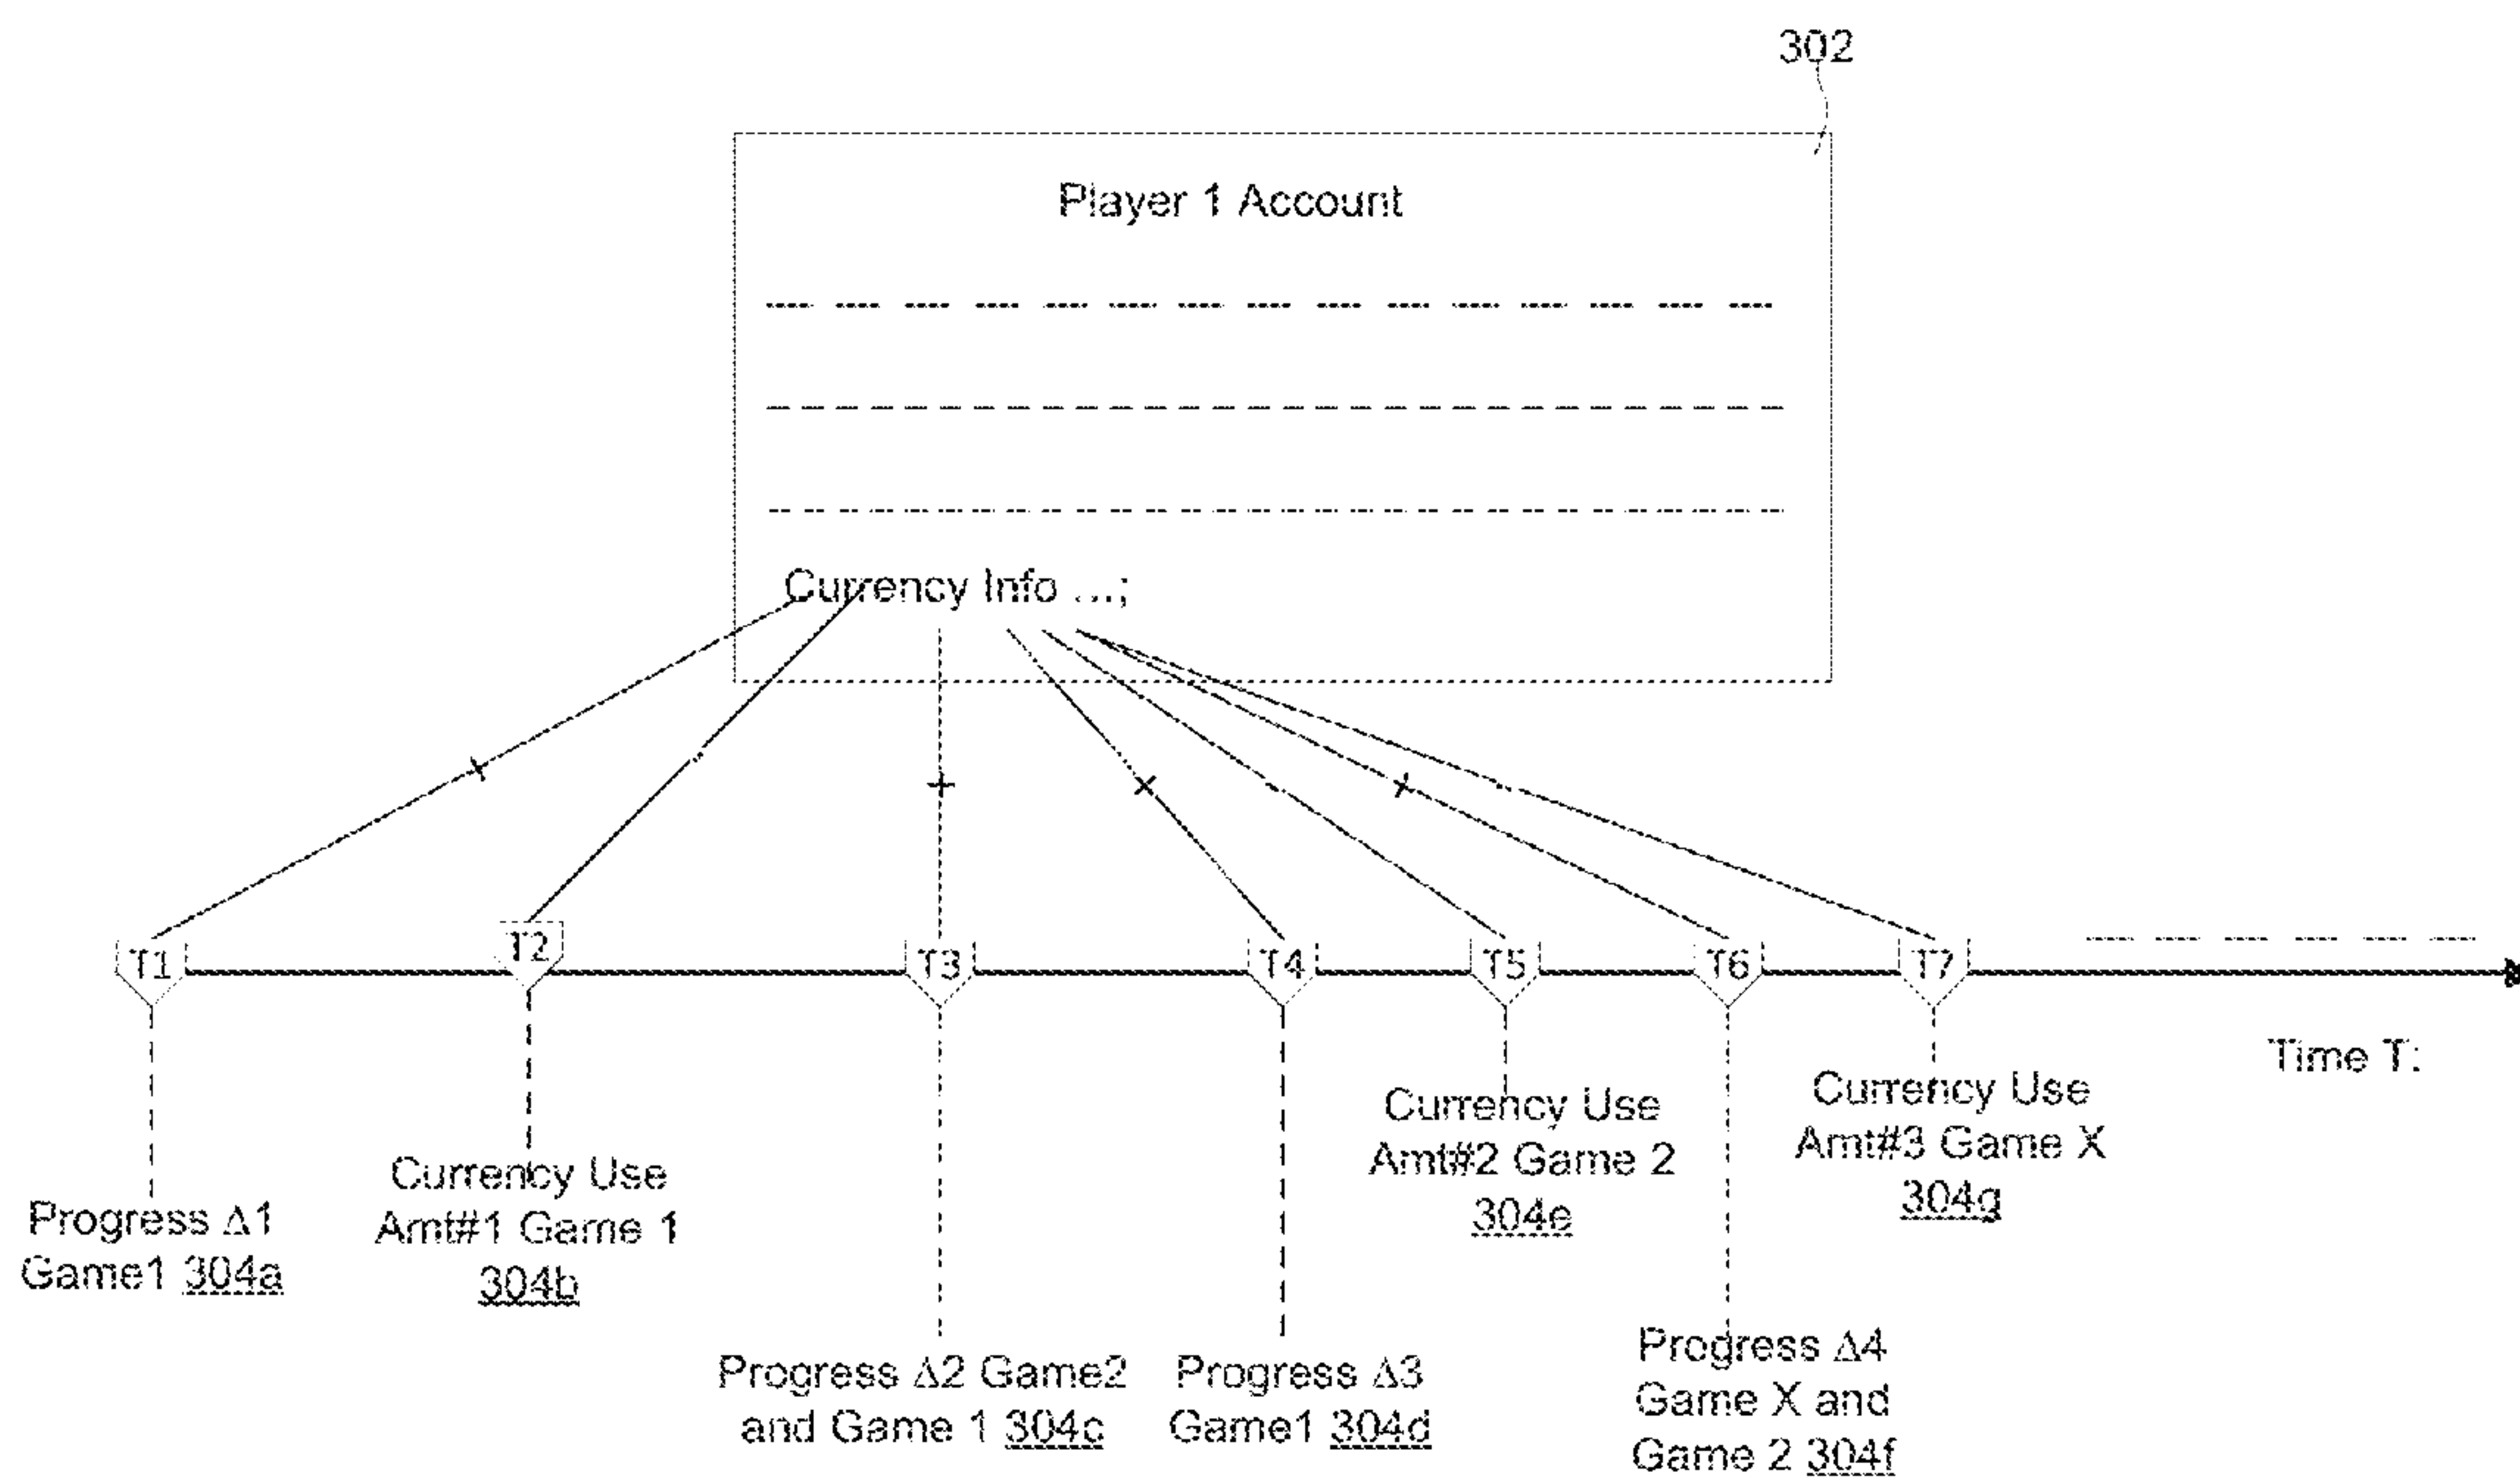 302
Player 1 Account
Currency Info ...;
T1
T2
T3
T4
T5
T6
T7
Time T:
Progress Δ1
Game1 304a
Currency Use
Amt#1 Game 1
304b
Progress Δ2 Game2
and Game 1 304c
Progress Δ3
Game1 304d
Currency Use
Amt#2 Game 2
304e
Progress Δ4
Game X and
Game 2 304f
Currency Use
Amt#3 Game X
304g